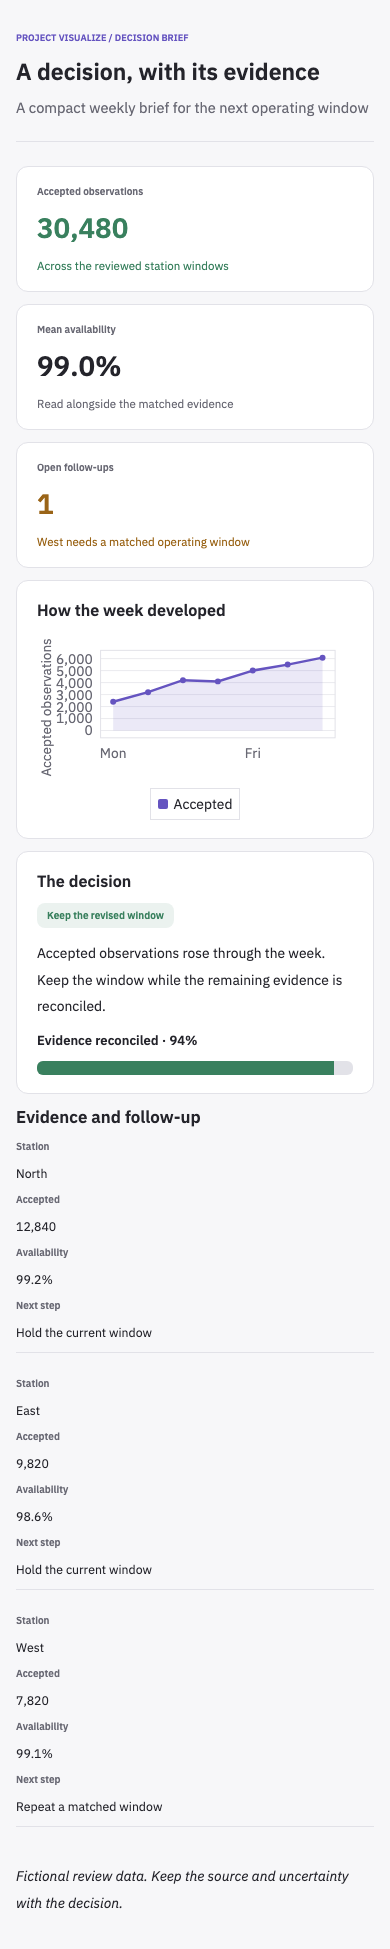 PROJECT VISUALIZE / DECISION BRIEF
A decision, with its evidence
A compact weekly brief for the next operating window
Accepted observations
30,480
Across the reviewed station windows
Mean availability
99.0%
Read alongside the matched evidence
Open follow-ups
1
West needs a matched operating window
How the week developed
Accepted observations
6,000
5,000
4,000
3,000
2,000
1,000
0
Mon
Fri
Accepted
The decision
Keep the revised window
Accepted observations rose through the week.
Keep the window while the remaining evidence is
reconciled.
Evidence reconciled · 94%
Evidence and follow-up
Station
North
Accepted
12,840
Availability
99.2%
Next step
Hold the current window
Station
East
Accepted
9,820
Availability
98.6%
Next step
Hold the current window
Station
West
Accepted
7,820
Availability
99.1%
Next step
Repeat a matched window
Fictional review data. Keep the source and uncertainty
with the decision.